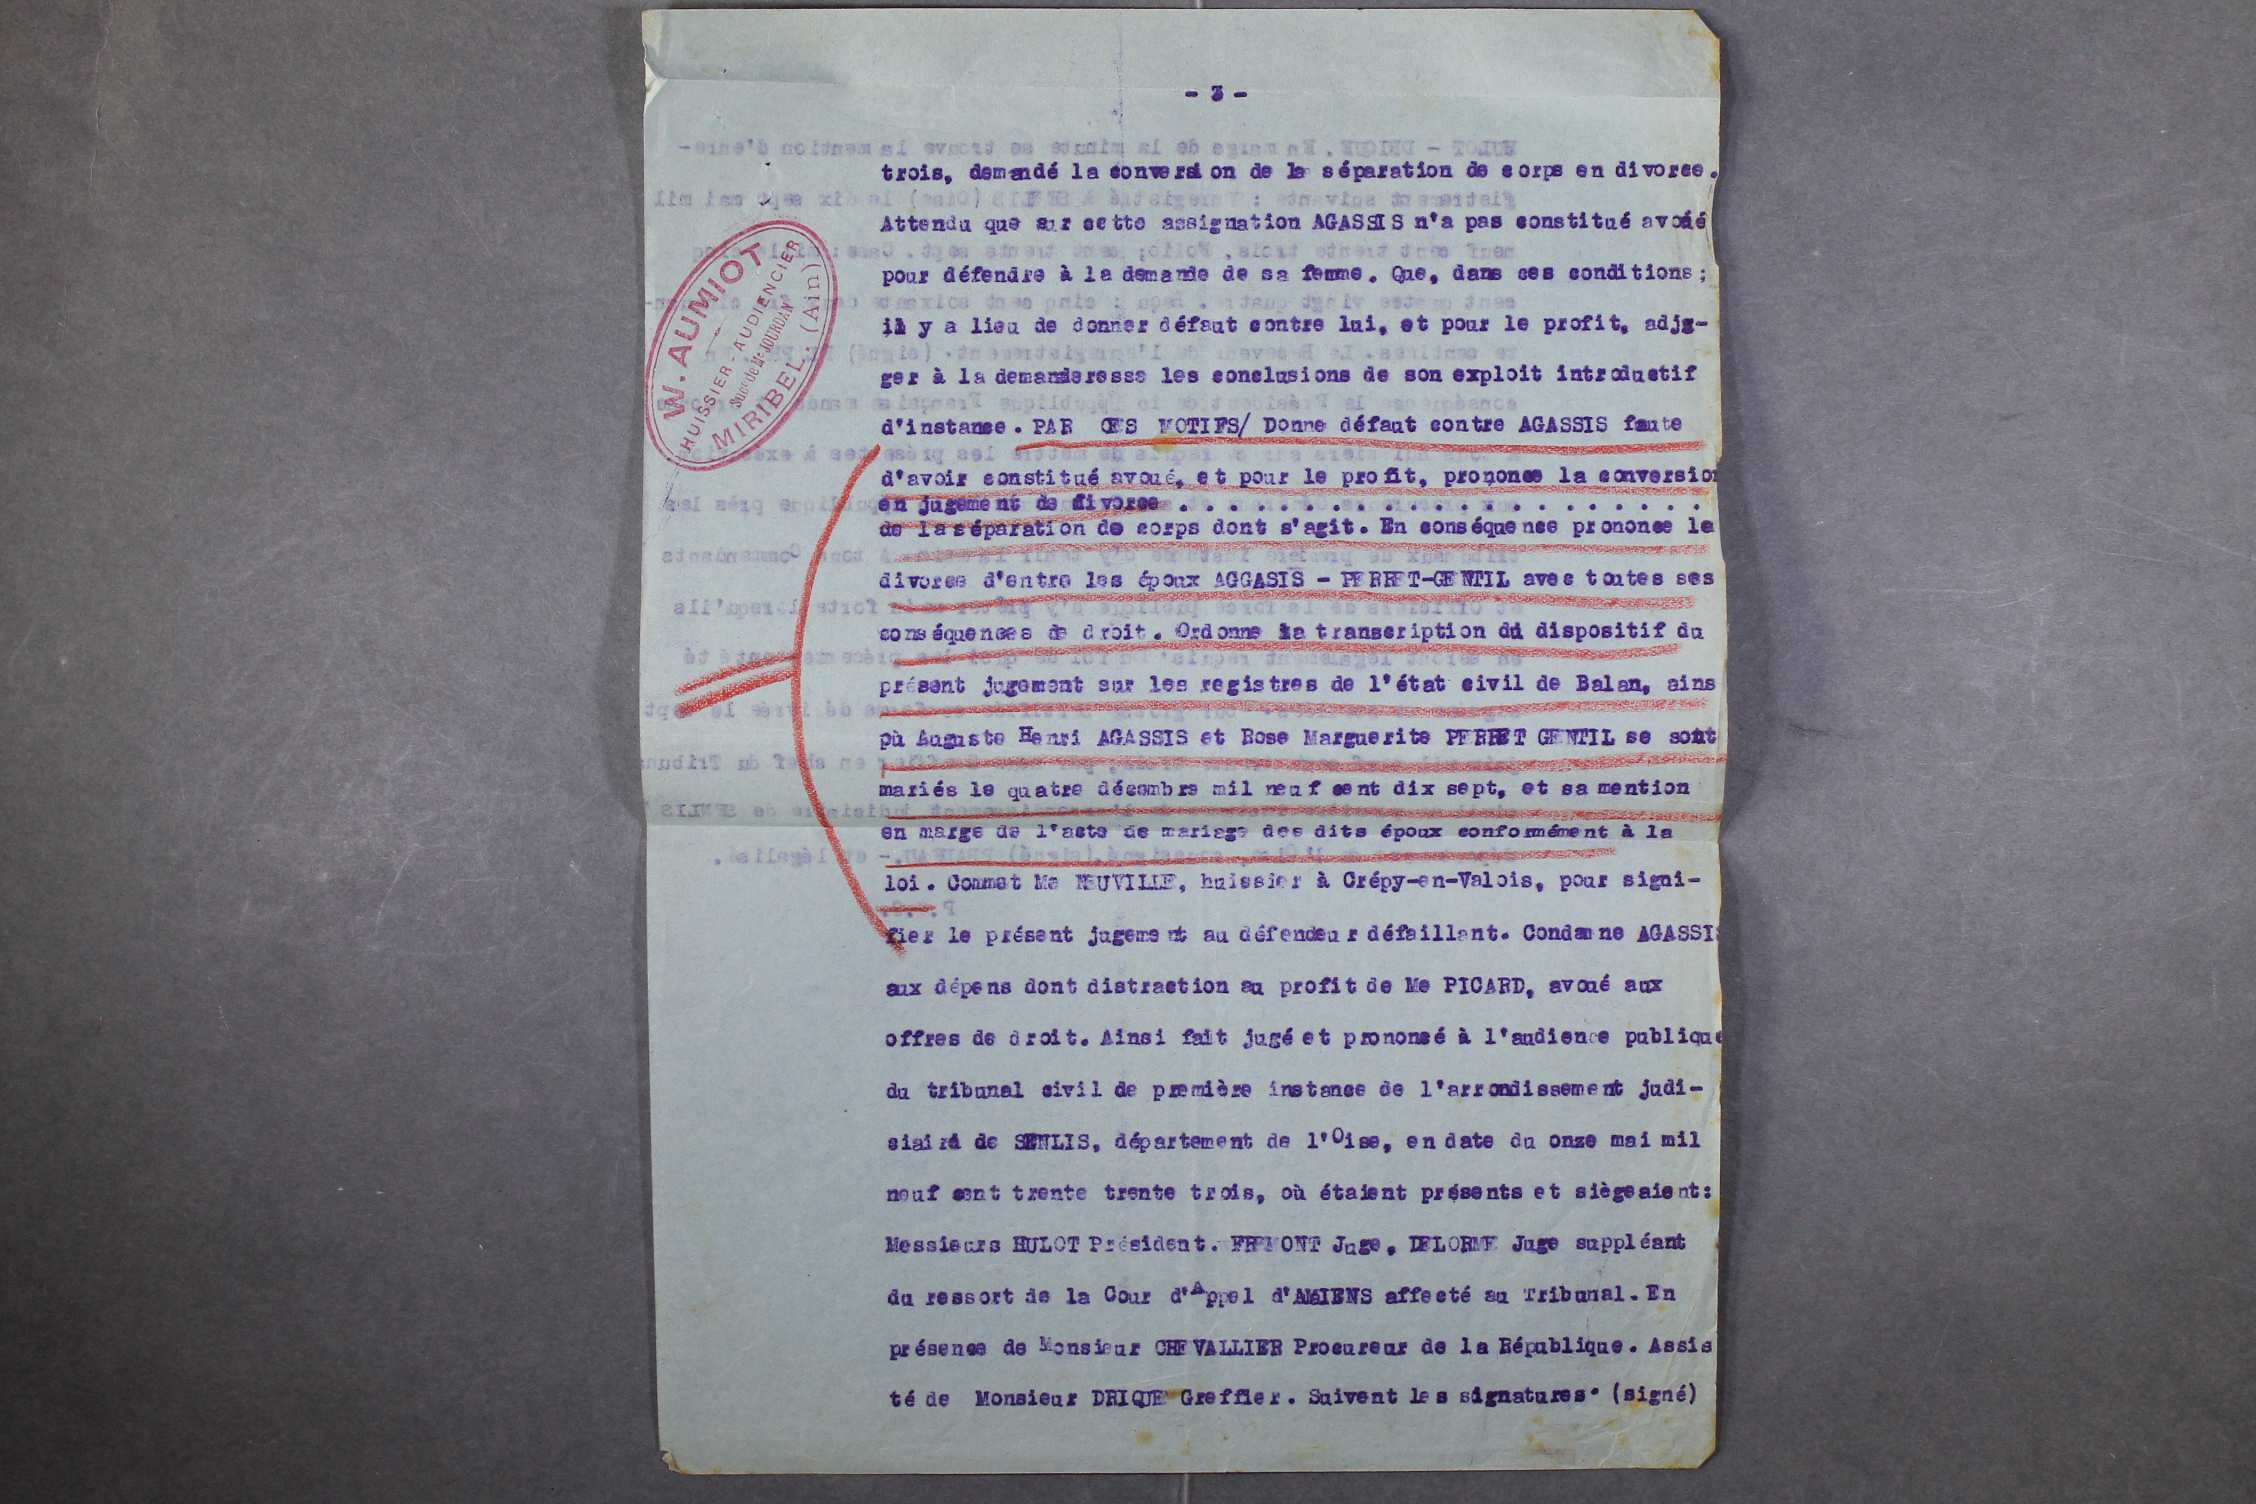 - 3 -
trois, demandé la conversion de la séparation de corps en divorce.
Attendu que sur cette assignation AGASSIS n'a pas constitué avoué
pour défendre à la demande de sa femme. Que, dans ces conditions;
il y a lieu de donner défaut contre lui, et pour le profit, adjg-
ger à la demanderesse les conclusions de son exploit introductif
d'instance. PAR CES MOTIFS/ Donne défaut contre AGASSIS faute
d'avoir constitué avoué, et pour le profit, prononce la conversion
en jugement de divorce . . . . . . . . . . . . . . . . . . . . .
de la séparation de corps dont s'agit. En conséquence prononce le
divorce d'entre les époux AGGASIS - PERRET-GENTIL avec toutes ses
conséquences de droit. Ordonne la transcription du dispositif du
présent jugement sur les registres de l'état civil de Balan, ains
où Auguste Henri AGASSIS et Rose Marguerite PERRET GENTIL se sont
mariés le quatre décembre mil neuf cent dix sept, et sa mention
en marge de l'acte de mariage des dits époux conformément à la
loi. Commet Me NEUVILLE, huissier à Crépy-en-Valois, pour signi-
fier le présent jugement au défendeur défaillant. Condamne AGASSIS
aux dépens dont distraction au profit de Me PICARD, avoué aux
offres de droit. Ainsi fait jugé et prononcé à l'audience publique
du tribunal civil de première instance de l'arrondissement judi-
ciaire de SENLIS, département de l'Oise, en date du onze mai mil
neuf cent trente trente trois, où étaient présents et siègeaient:
Messieurs HULOT Président. FREMONT Juge, DELORME Juge suppléant
du ressort de la Cour d'Appel d'AMIENS affecté au Tribunal. En
présence de Monsieur CHEVALLIER Procureur de la République. Assis
té de Monsieur DRIQUE Greffier. Suivent les signatures. (signé)
W. AUMIOT
HUISSIER-AUDIENCIER
Sucr de Me JOURDAN
MIRIBEL. (Ain)